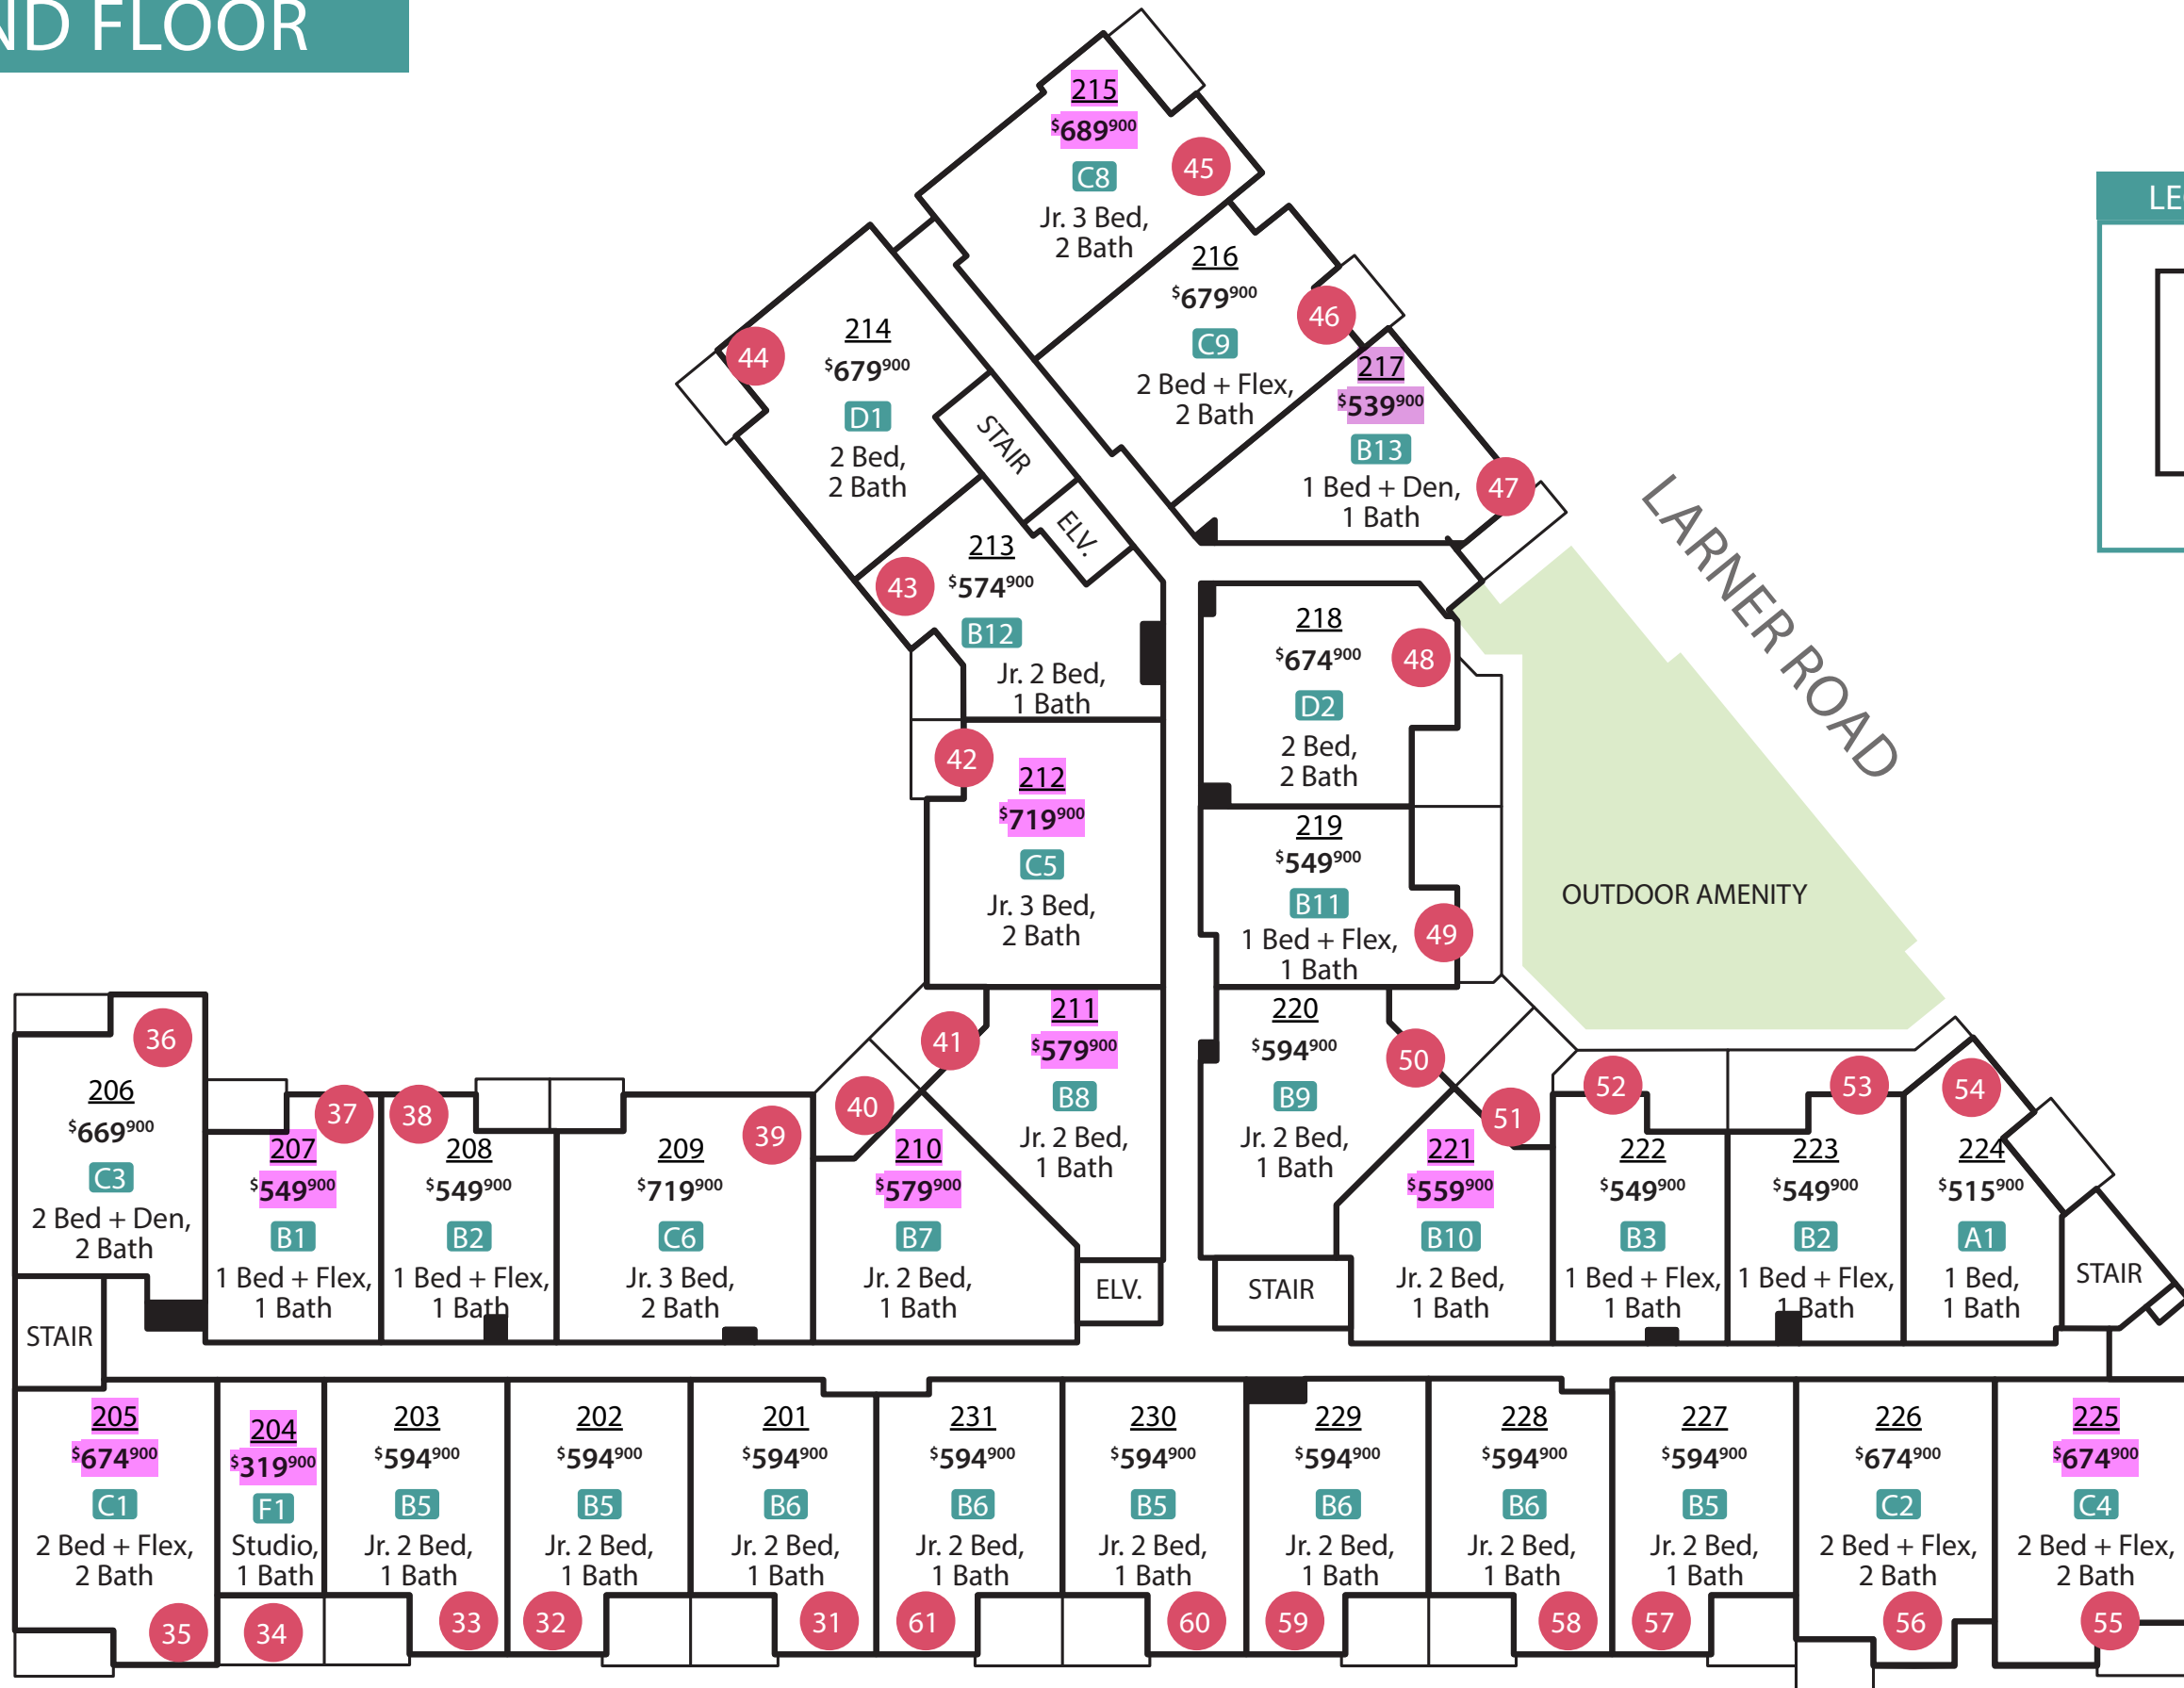 ND FLOOR
LE
215
$689900
C8
Jr. 3 Bed,
2 Bath
45
216
$679900
C9
2 Bed + Flex,
2 Bath
46
217
$539900
B13
1 Bed + Den,
1 Bath
47
44
214
$679900
D1
2 Bed,
2 Bath
STAIR
ELV.
43
213
$574900
B12
Jr. 2 Bed,
1 Bath
LARNER ROAD
218
$674900
D2
2 Bed,
2 Bath
48
42
212
$719900
C5
Jr. 3 Bed,
2 Bath
219
$549900
B11
1 Bed + Flex,
1 Bath
49
OUTDOOR AMENITY
36
206
$669900
C3
2 Bed + Den,
2 Bath
37
207
$549900
B1
1 Bed + Flex,
1 Bath
38
208
$549900
B2
1 Bed + Flex,
1 Bath
39
209
$719900
C6
Jr. 3 Bed,
2 Bath
40
210
$579900
B7
Jr. 2 Bed,
1 Bath
41
211
$579900
B8
Jr. 2 Bed,
1 Bath
ELV.
220
$594900
B9
Jr. 2 Bed,
1 Bath
50
STAIR
51
221
$559900
B10
Jr. 2 Bed,
1 Bath
52
222
$549900
B3
1 Bed + Flex,
1 Bath
53
223
$549900
B2
1 Bed + Flex,
1 Bath
54
224
$515900
A1
1 Bed,
1 Bath
STAIR
STAIR
205
$674900
C1
2 Bed + Flex,
2 Bath
35
204
$319900
F1
Studio,
1 Bath
34
203
$594900
B5
Jr. 2 Bed,
1 Bath
33
202
$594900
B5
Jr. 2 Bed,
1 Bath
32
201
$594900
B6
Jr. 2 Bed,
1 Bath
31
231
$594900
B6
Jr. 2 Bed,
1 Bath
61
230
$594900
B5
Jr. 2 Bed,
1 Bath
60
229
$594900
B6
Jr. 2 Bed,
1 Bath
59
228
$594900
B6
Jr. 2 Bed,
1 Bath
58
227
$594900
B5
Jr. 2 Bed,
1 Bath
57
226
$674900
C2
2 Bed + Flex,
2 Bath
56
225
$674900
C4
2 Bed + Flex,
2 Bath
55